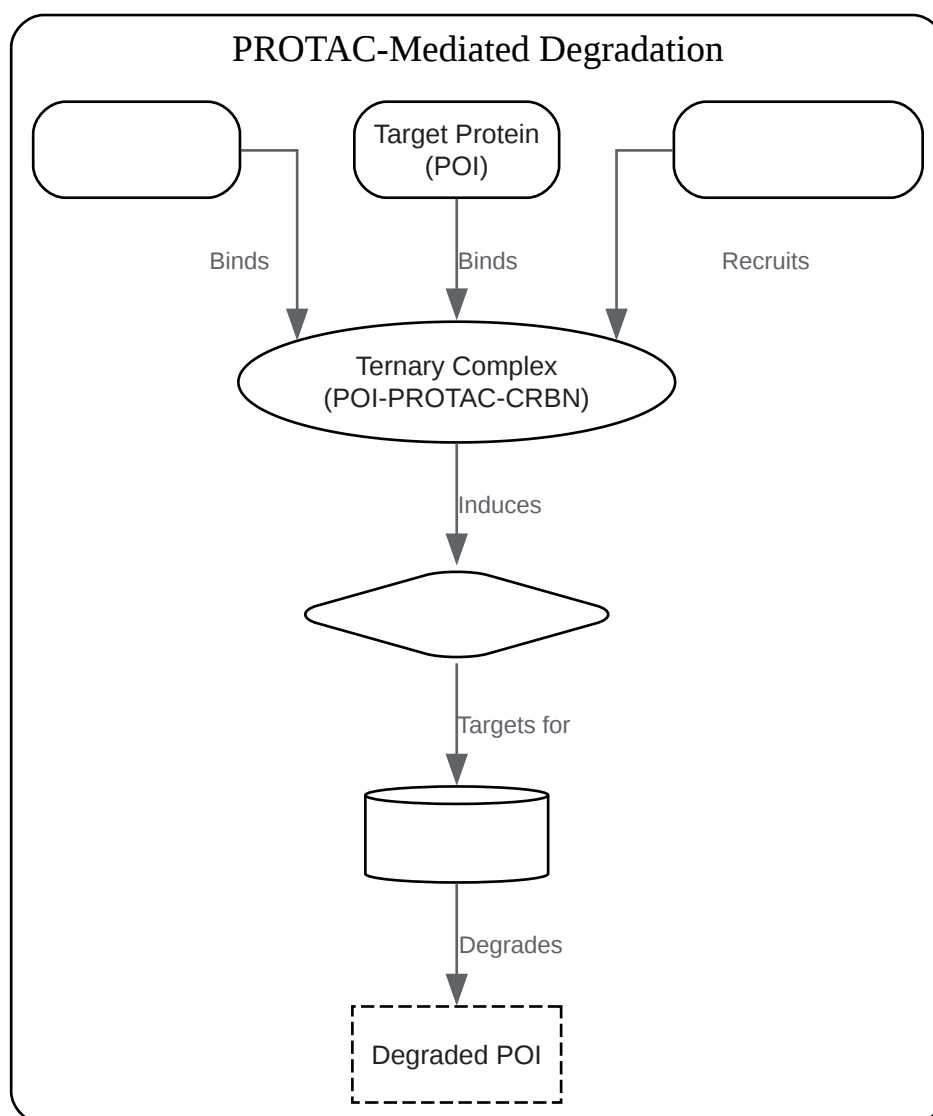 PROTAC-Mediated Degradation
Target Protein
(POI)
Binds
Binds
Recruits
Ternary Complex
(POI-PROTAC-CRBN)
Induces
Targets for
Degrades
Degraded POI